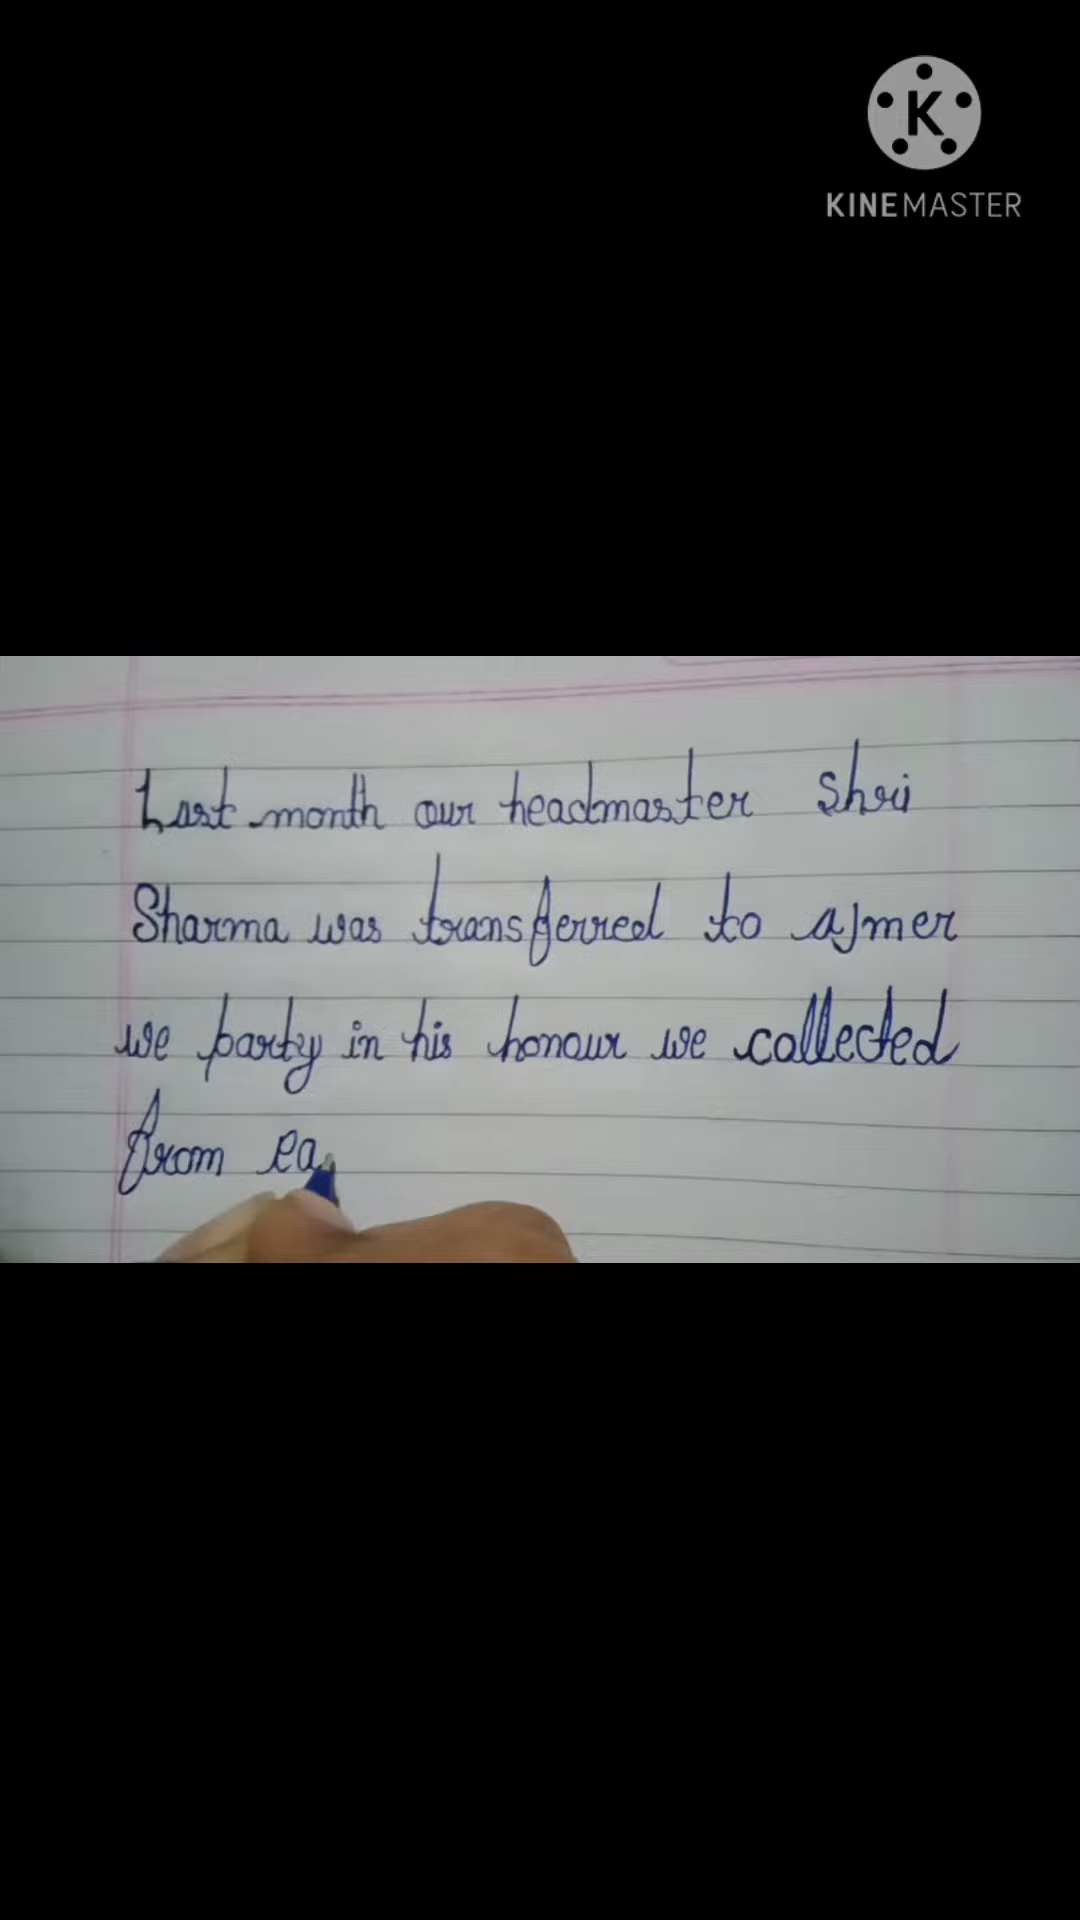 K
KINEMASTER
Last month our headmaster Shri
Sharma was transferred to ajmer
we party in his honour we collected
from ea